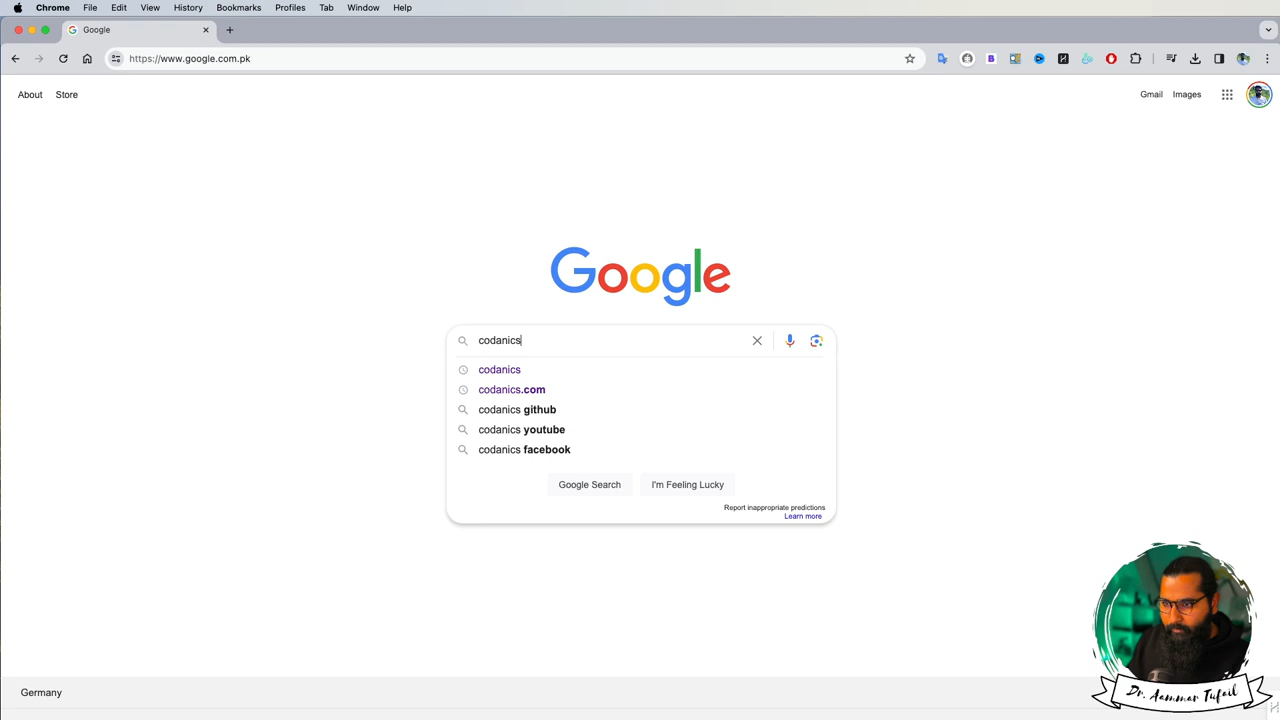 Chrome File Edit View History Bookmarks Profiles Tab Window Help
Google
https://www.google.com.pk
About Store
Gmail Images
Google
codanics
codanics
codanics.com
codanics github
codanics youtube
codanics facebook
Google Search I'm Feeling Lucky
Report inappropriate predictions
Learn more
Germany
Dr. Aammar Tufail